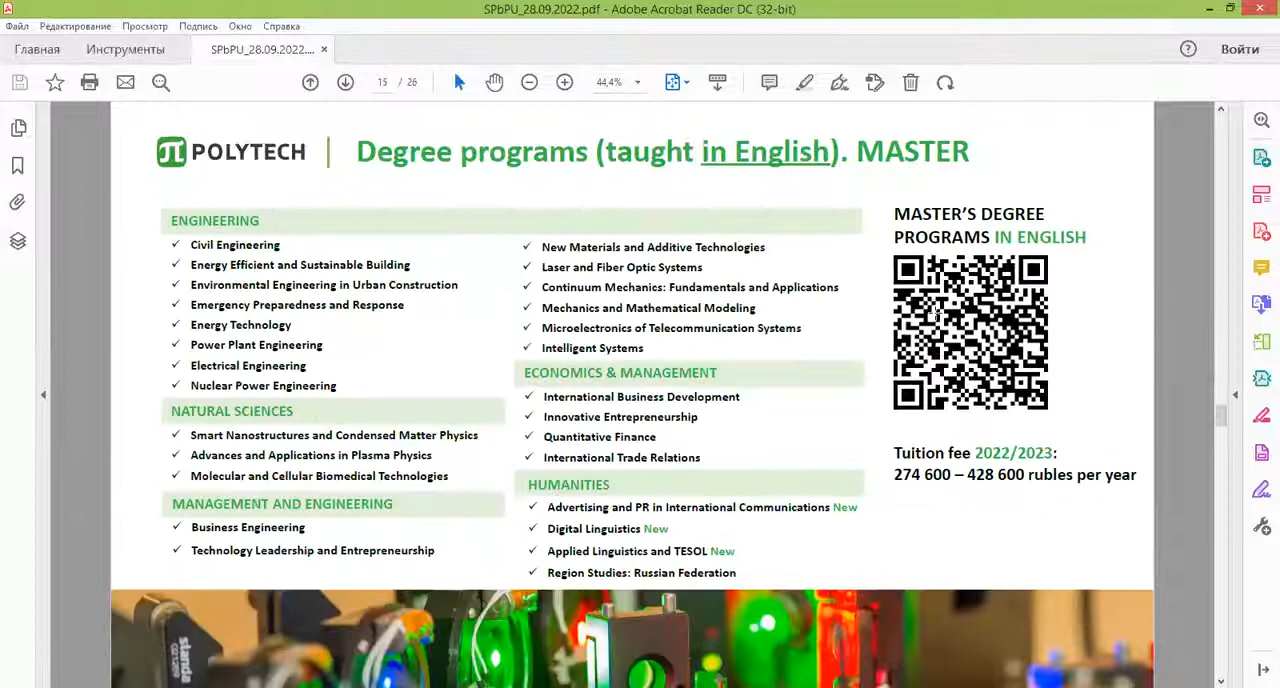 SPbPU_28.09.2022.pdf - Adobe Acrobat Reader DC (32-bit)
Файл Редактирование Просмотр Подпись Окно Справка
Главная Инструменты SPbPU_28.09.2022.... × Войти
15 / 26 44,4%
POLYTECH
Degree programs (taught in English). MASTER
ENGINEERING
✓ Civil Engineering
✓ Energy Efficient and Sustainable Building
✓ Environmental Engineering in Urban Construction
✓ Emergency Preparedness and Response
✓ Energy Technology
✓ Power Plant Engineering
✓ Electrical Engineering
✓ Nuclear Power Engineering
NATURAL SCIENCES
✓ Smart Nanostructures and Condensed Matter Physics
✓ Advances and Applications in Plasma Physics
✓ Molecular and Cellular Biomedical Technologies
MANAGEMENT AND ENGINEERING
✓ Business Engineering
✓ Technology Leadership and Entrepreneurship
✓ New Materials and Additive Technologies
✓ Laser and Fiber Optic Systems
✓ Continuum Mechanics: Fundamentals and Applications
✓ Mechanics and Mathematical Modeling
✓ Microelectronics of Telecommunication Systems
✓ Intelligent Systems
ECONOMICS & MANAGEMENT
✓ International Business Development
✓ Innovative Entrepreneurship
✓ Quantitative Finance
✓ International Trade Relations
HUMANITIES
✓ Advertising and PR in International Communications New
✓ Digital Linguistics New
✓ Applied Linguistics and TESOL New
✓ Region Studies: Russian Federation
MASTER'S DEGREE
PROGRAMS IN ENGLISH
Tuition fee 2022/2023:
274 600 – 428 600 rubles per year
standa